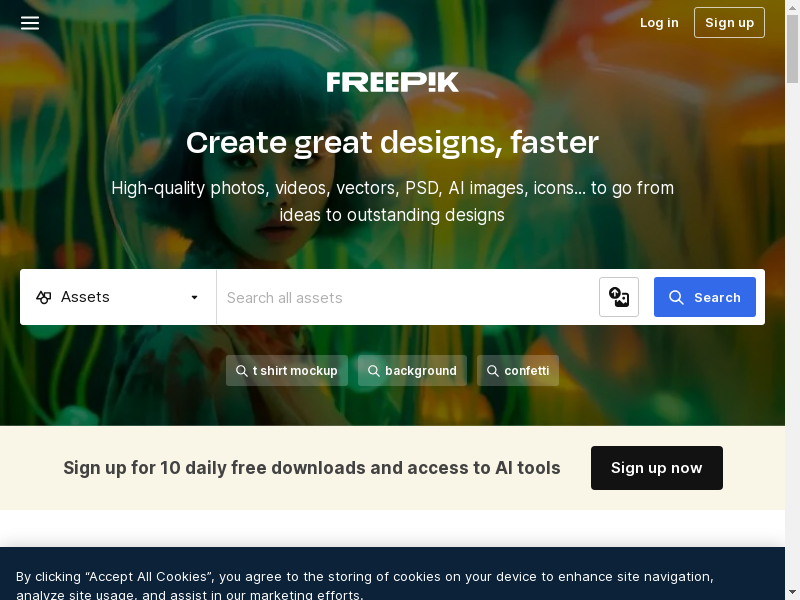 Log in
Sign up
FREEPIK
Create great designs, faster
High-quality photos, videos, vectors, PSD, AI images, icons... to go from
ideas to outstanding designs
Assets
Search all assets
Search
t shirt mockup
background
confetti
Sign up for 10 daily free downloads and access to AI tools
Sign up now
By clicking “Accept All Cookies”, you agree to the storing of cookies on your device to enhance site navigation,
analyze site usage, and assist in our marketing efforts.